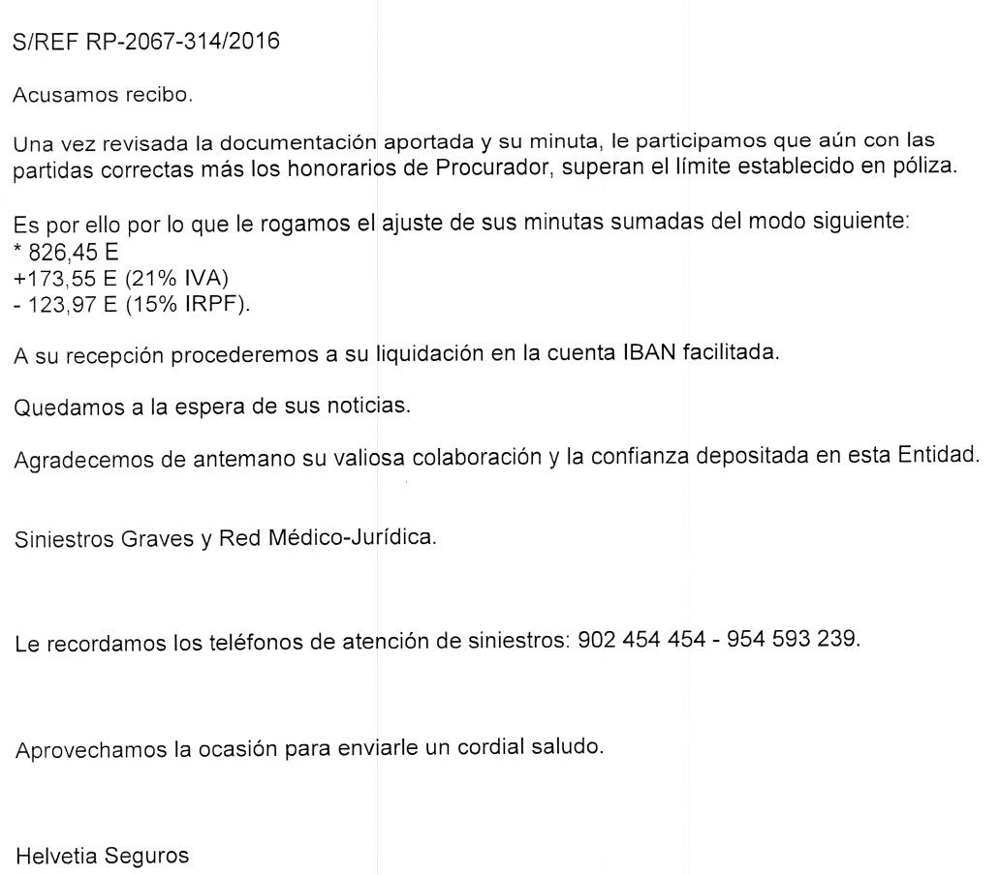 S/REF RP-2067-314/2016
Acusamos recibo.
Una vez revisada la documentación aportada y su minuta, le participamos que aún con las
partidas correctas más los honorarios de Procurador, superan el límite establecido en póliza.
Es por ello por lo que le rogamos el ajuste de sus minutas sumadas del modo siguiente:
* 826,45 E
+173,55 E (21% IVA)
- 123,97 E (15% IRPF).
A su recepción procederemos a su liquidación en la cuenta IBAN facilitada.
Quedamos a la espera de sus noticias.
Agradecemos de antemano su valiosa colaboración y la confianza depositada en esta Entidad.
Siniestros Graves y Red Médico-Jurídica.
Le recordamos los teléfonos de atención de siniestros: 902 454 454 - 954 593 239.
Aprovechamos la ocasión para enviarle un cordial saludo.
Helvetia Seguros